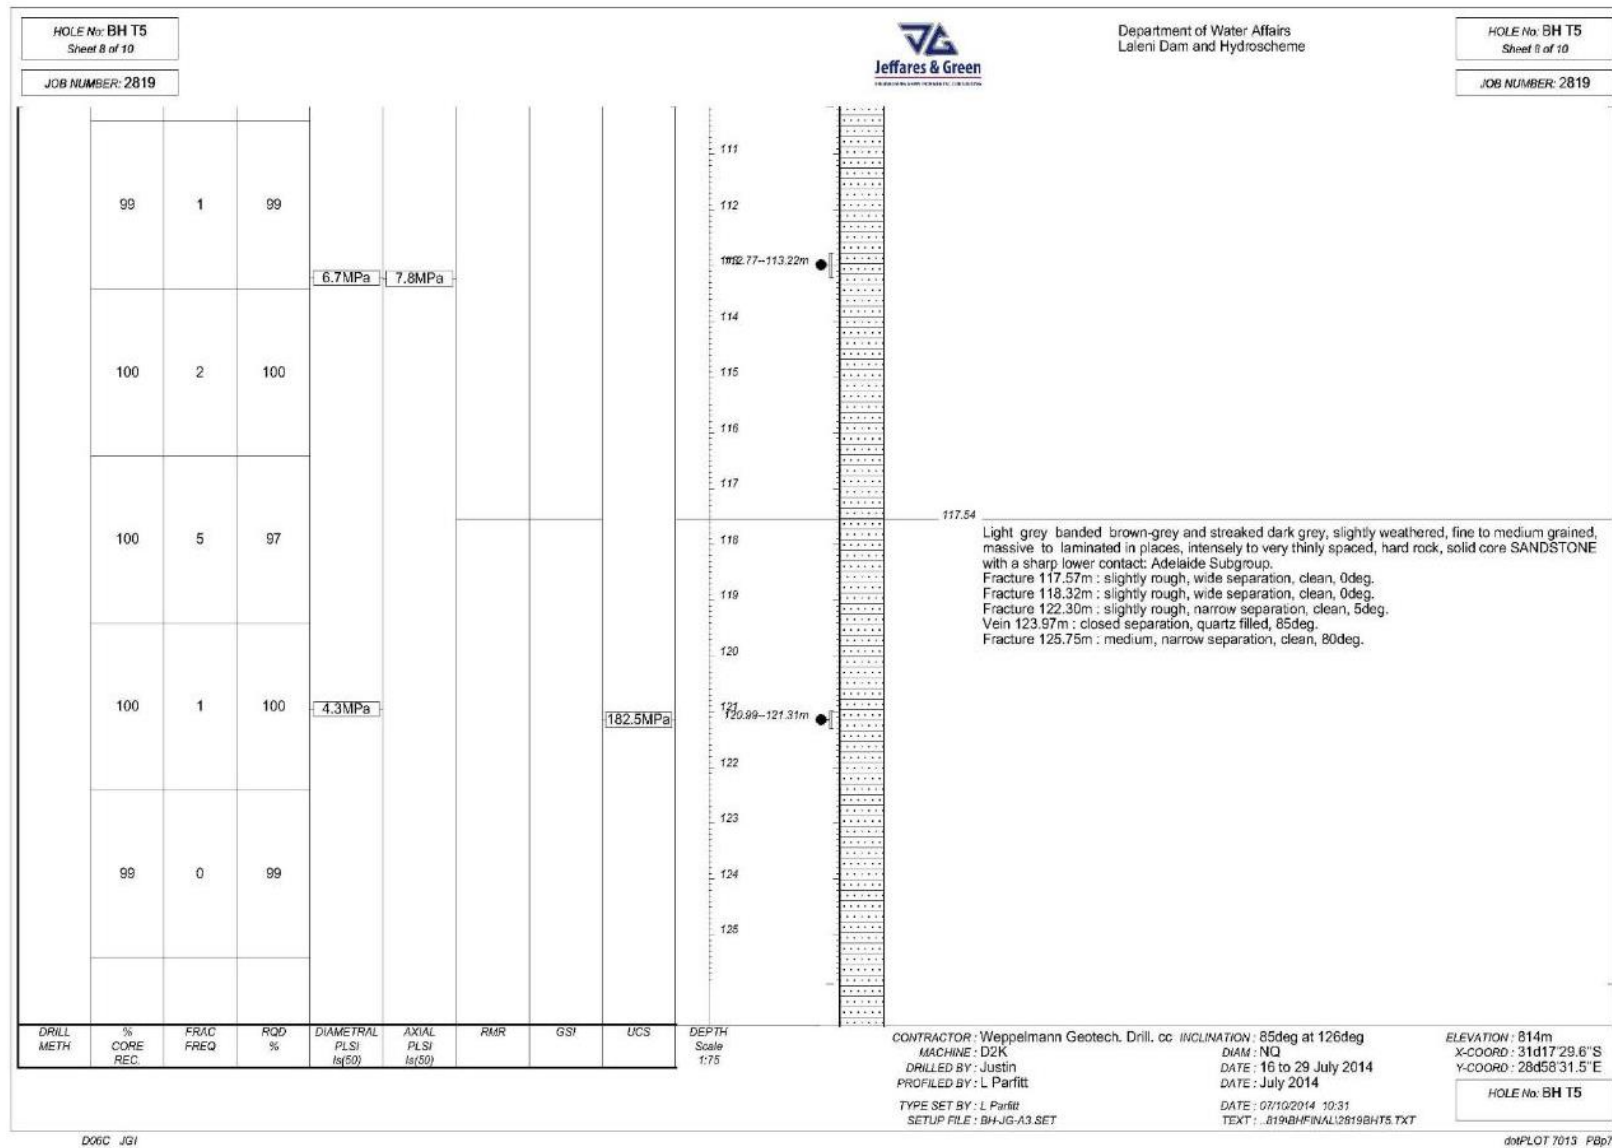 HOLE No: BH T5
Sheet 8 of 10
JOB NUMBER: 2819
Jeffares & Green
Department of Water Affairs
Laleni Dam and Hydroscheme
HOLE No: BH T5
Sheet 8 of 10
JOB NUMBER: 2819
111
99 1 99
112
112.77--113.22m
6.7MPa 7.8MPa
114
100 2 100
115
116
117
117.54
100 5 97
118
Light grey banded brown-grey and streaked dark grey, slightly weathered, fine to medium grained,
massive to laminated in places, intensely to very thinly spaced, hard rock, solid core SANDSTONE
with a sharp lower contact: Adelaide Subgroup.
Fracture 117.57m : slightly rough, wide separation, clean, 0deg.
Fracture 118.32m : slightly rough, wide separation, clean, 0deg.
Fracture 122.30m : slightly rough, narrow separation, clean, 5deg.
Vein 123.97m : closed separation, quartz filled, 85deg.
Fracture 125.75m : medium, narrow separation, clean, 80deg.
119
120
100 1 100 4.3MPa
121
182.5MPa
120.99--121.31m
122
123
99 0 99
124
125
DRILL METH
% CORE REC.
FRAC FREQ
RQD %
DIAMETRAL PLSI Is(50)
AXIAL PLSI Is(50)
RMR
GSI
UCS
DEPTH Scale 1:75
CONTRACTOR : Weppelmann Geotech. Drill. cc INCLINATION : 85deg at 126deg ELEVATION : 814m
MACHINE : D2K DIAM : NQ X-COORD : 31d17'29.6"S
DRILLED BY : Justin DATE : 16 to 29 July 2014 Y-COORD : 28d58'31.5"E
PROFILED BY : L Parfitt DATE : July 2014
HOLE No: BH T5
TYPE SET BY : L Parfitt DATE : 07/10/2014 10:31
SETUP FILE : BH-JG-A3.SET TEXT : ..819\BHFINAL\2819BHT5.TXT
D06C JGI dotPLOT 7013 PBp7